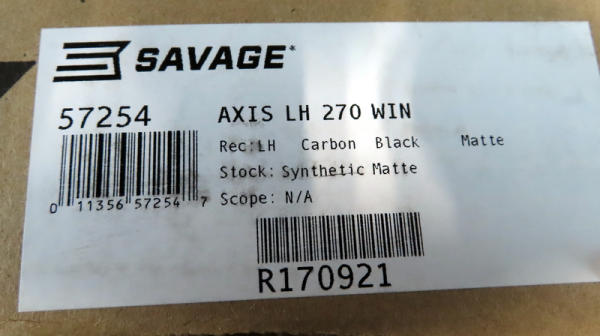 SAVAGE
57254 AXIS LH 270 WIN
Rec:LH Carbon Black Matte
Stock: Synthetic Matte
0 11356 57254 7 Scope: N/A
R170921